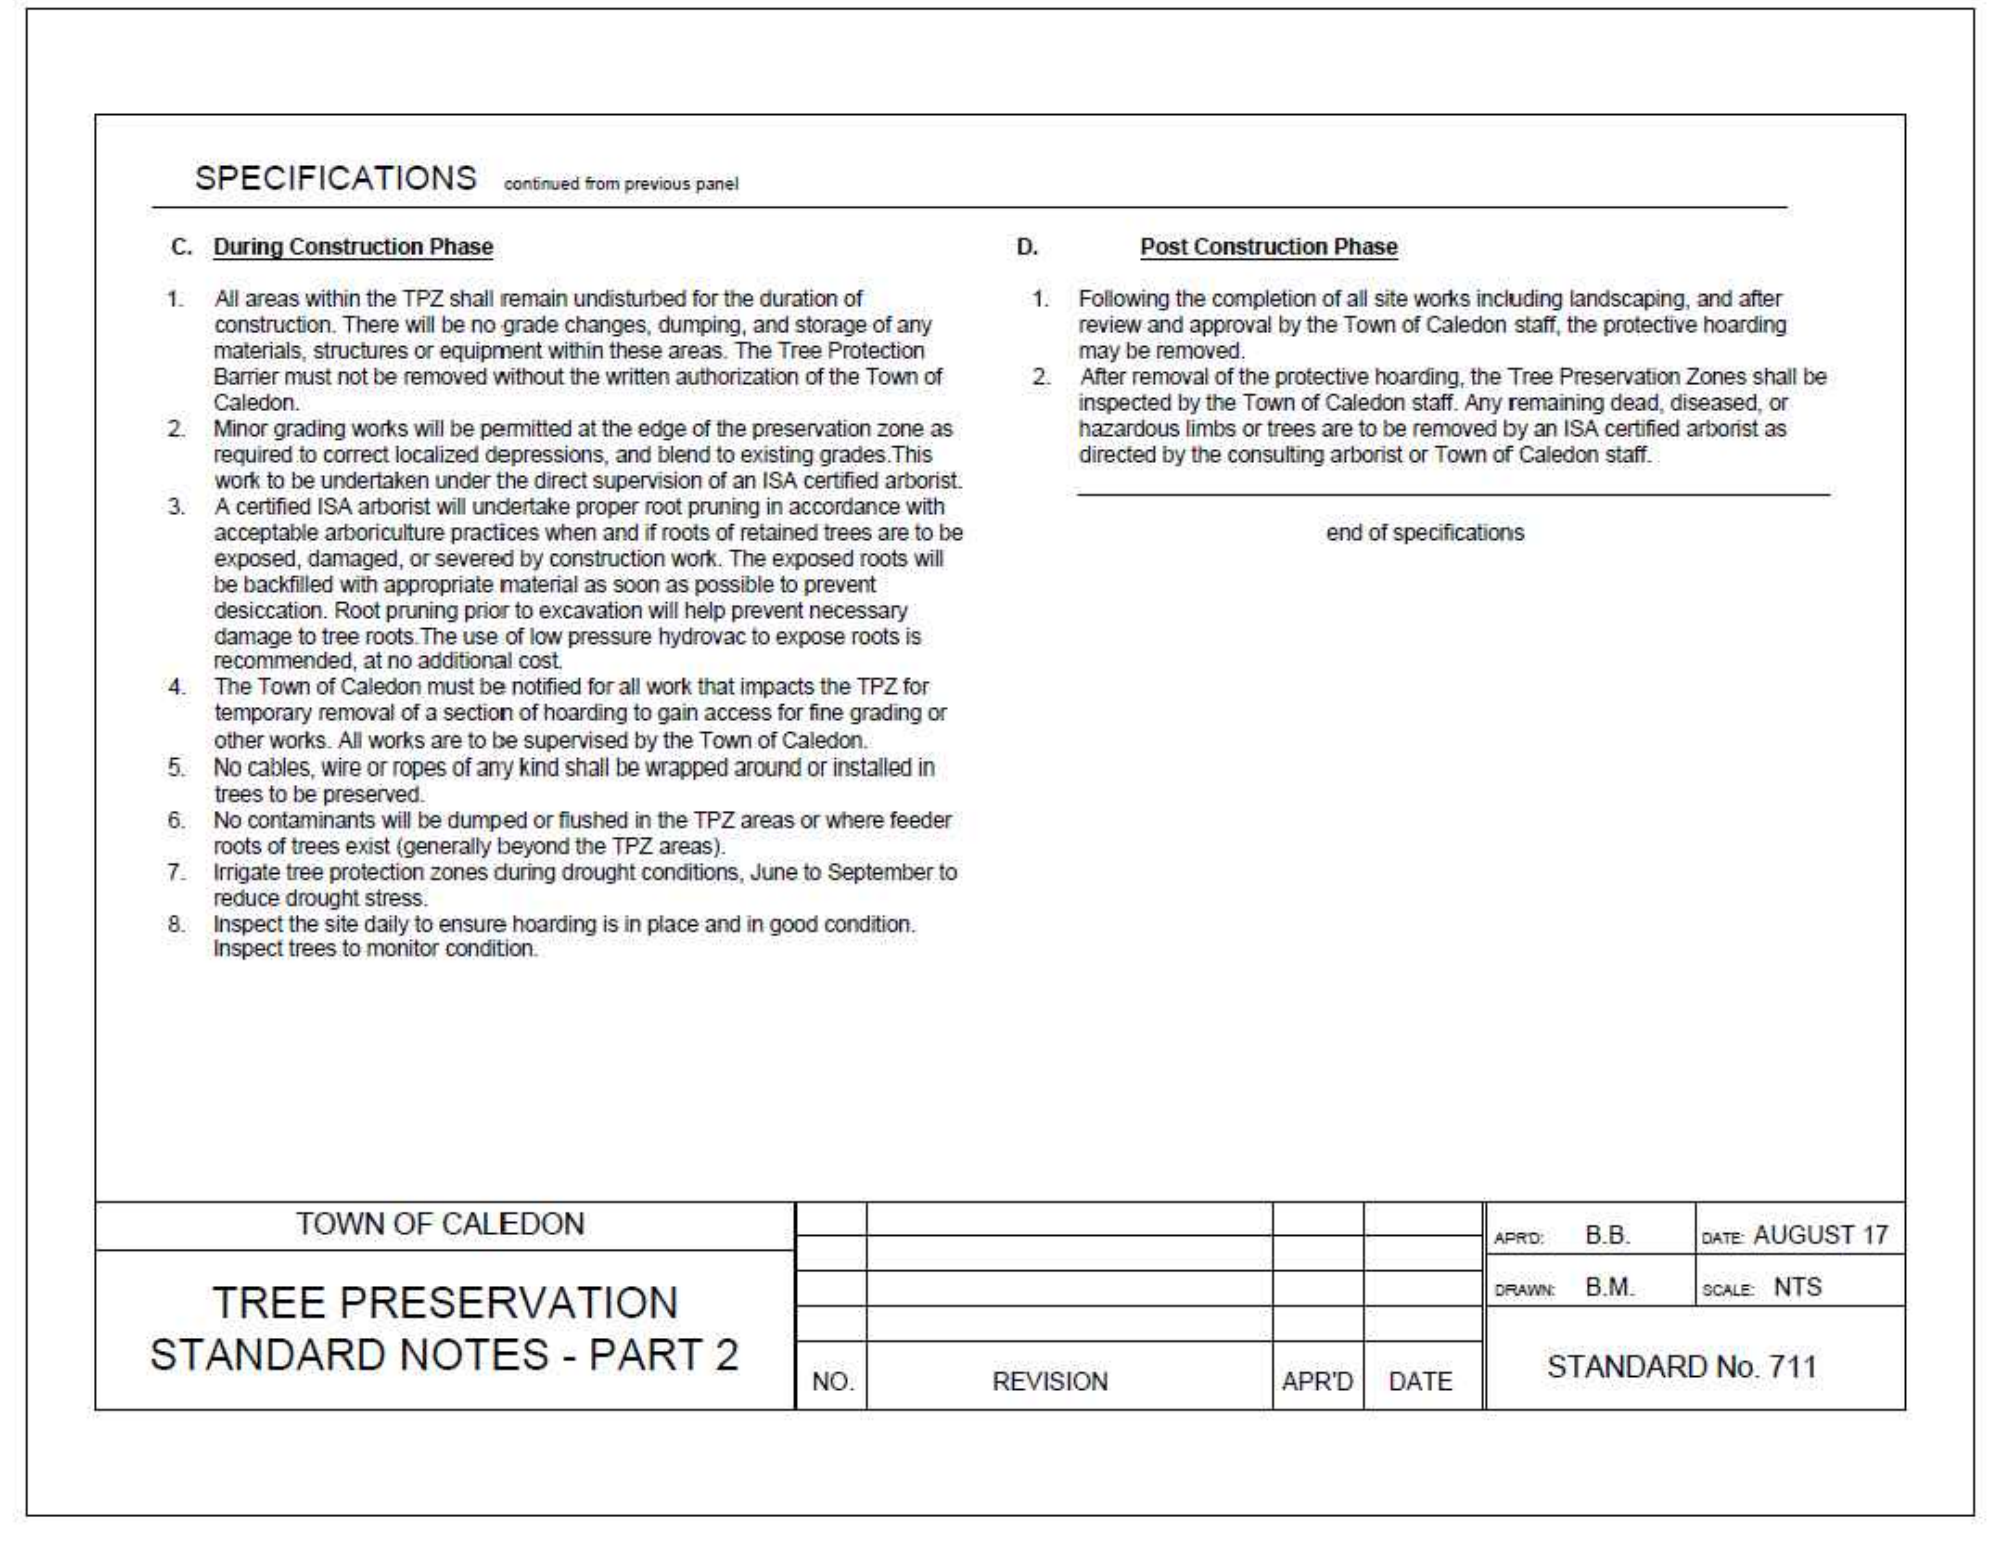 SPECIFICATIONS continued from previous panel
C. During Construction Phase
1. All areas within the TPZ shall remain undisturbed for the duration of
construction. There will be no grade changes, dumping, and storage of any
materials, structures or equipment within these areas. The Tree Protection
Barrier must not be removed without the written authorization of the Town of
Caledon.
2. Minor grading works will be permitted at the edge of the preservation zone as
required to correct localized depressions, and blend to existing grades.This
work to be undertaken under the direct supervision of an ISA certified arborist.
3. A certified ISA arborist will undertake proper root pruning in accordance with
acceptable arboriculture practices when and if roots of retained trees are to be
exposed, damaged, or severed by construction work. The exposed roots will
be backfilled with appropriate material as soon as possible to prevent
desiccation. Root pruning prior to excavation will help prevent necessary
damage to tree roots.The use of low pressure hydrovac to expose roots is
recommended, at no additional cost.
4. The Town of Caledon must be notified for all work that impacts the TPZ for
temporary removal of a section of hoarding to gain access for fine grading or
other works. All works are to be supervised by the Town of Caledon.
5. No cables, wire or ropes of any kind shall be wrapped around or installed in
trees to be preserved.
6. No contaminants will be dumped or flushed in the TPZ areas or where feeder
roots of trees exist (generally beyond the TPZ areas).
7. Irrigate tree protection zones during drought conditions, June to September to
reduce drought stress.
8. Inspect the site daily to ensure hoarding is in place and in good condition.
Inspect trees to monitor condition.
D. Post Construction Phase
1. Following the completion of all site works including landscaping, and after
review and approval by the Town of Caledon staff, the protective hoarding
may be removed.
2. After removal of the protective hoarding, the Tree Preservation Zones shall be
inspected by the Town of Caledon staff. Any remaining dead, diseased, or
hazardous limbs or trees are to be removed by an ISA certified arborist as
directed by the consulting arborist or Town of Caledon staff.
end of specifications
TOWN OF CALEDON
TREE PRESERVATION
STANDARD NOTES - PART 2
NO. REVISION APR'D DATE
APR'D: B.B. DATE: AUGUST 17
DRAWN: B.M. SCALE: NTS
STANDARD No. 711